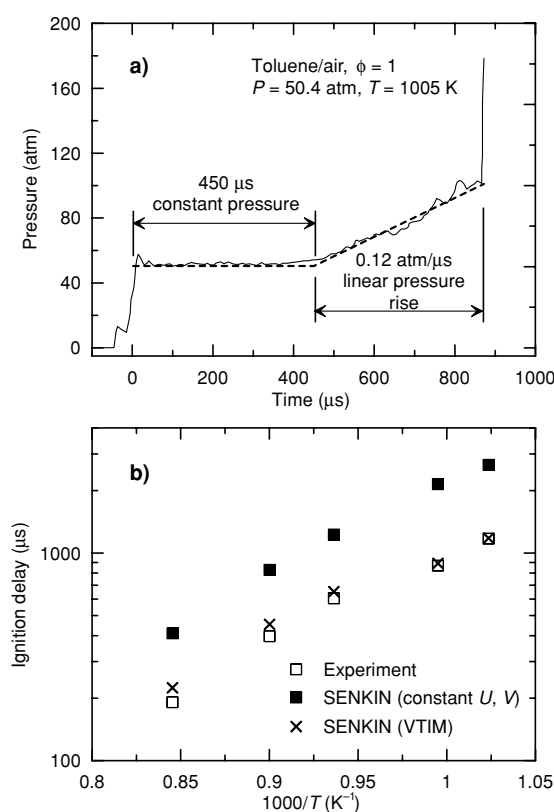 200
a)
Toluene/air, ϕ = 1
P = 50.4 atm, T = 1005 K
160
120
Pressure (atm)
450 μs
constant pressure
80
0.12 atm/μs
linear pressure
rise
40
0
0 200 400 600 800 1000
Time (μs)
b)
Ignition delay (μs)
1000
Experiment
SENKIN (constant U, V)
SENKIN (VTIM)
100
0.8 0.85 0.9 0.95 1 1.05
1000/T (K⁻¹)